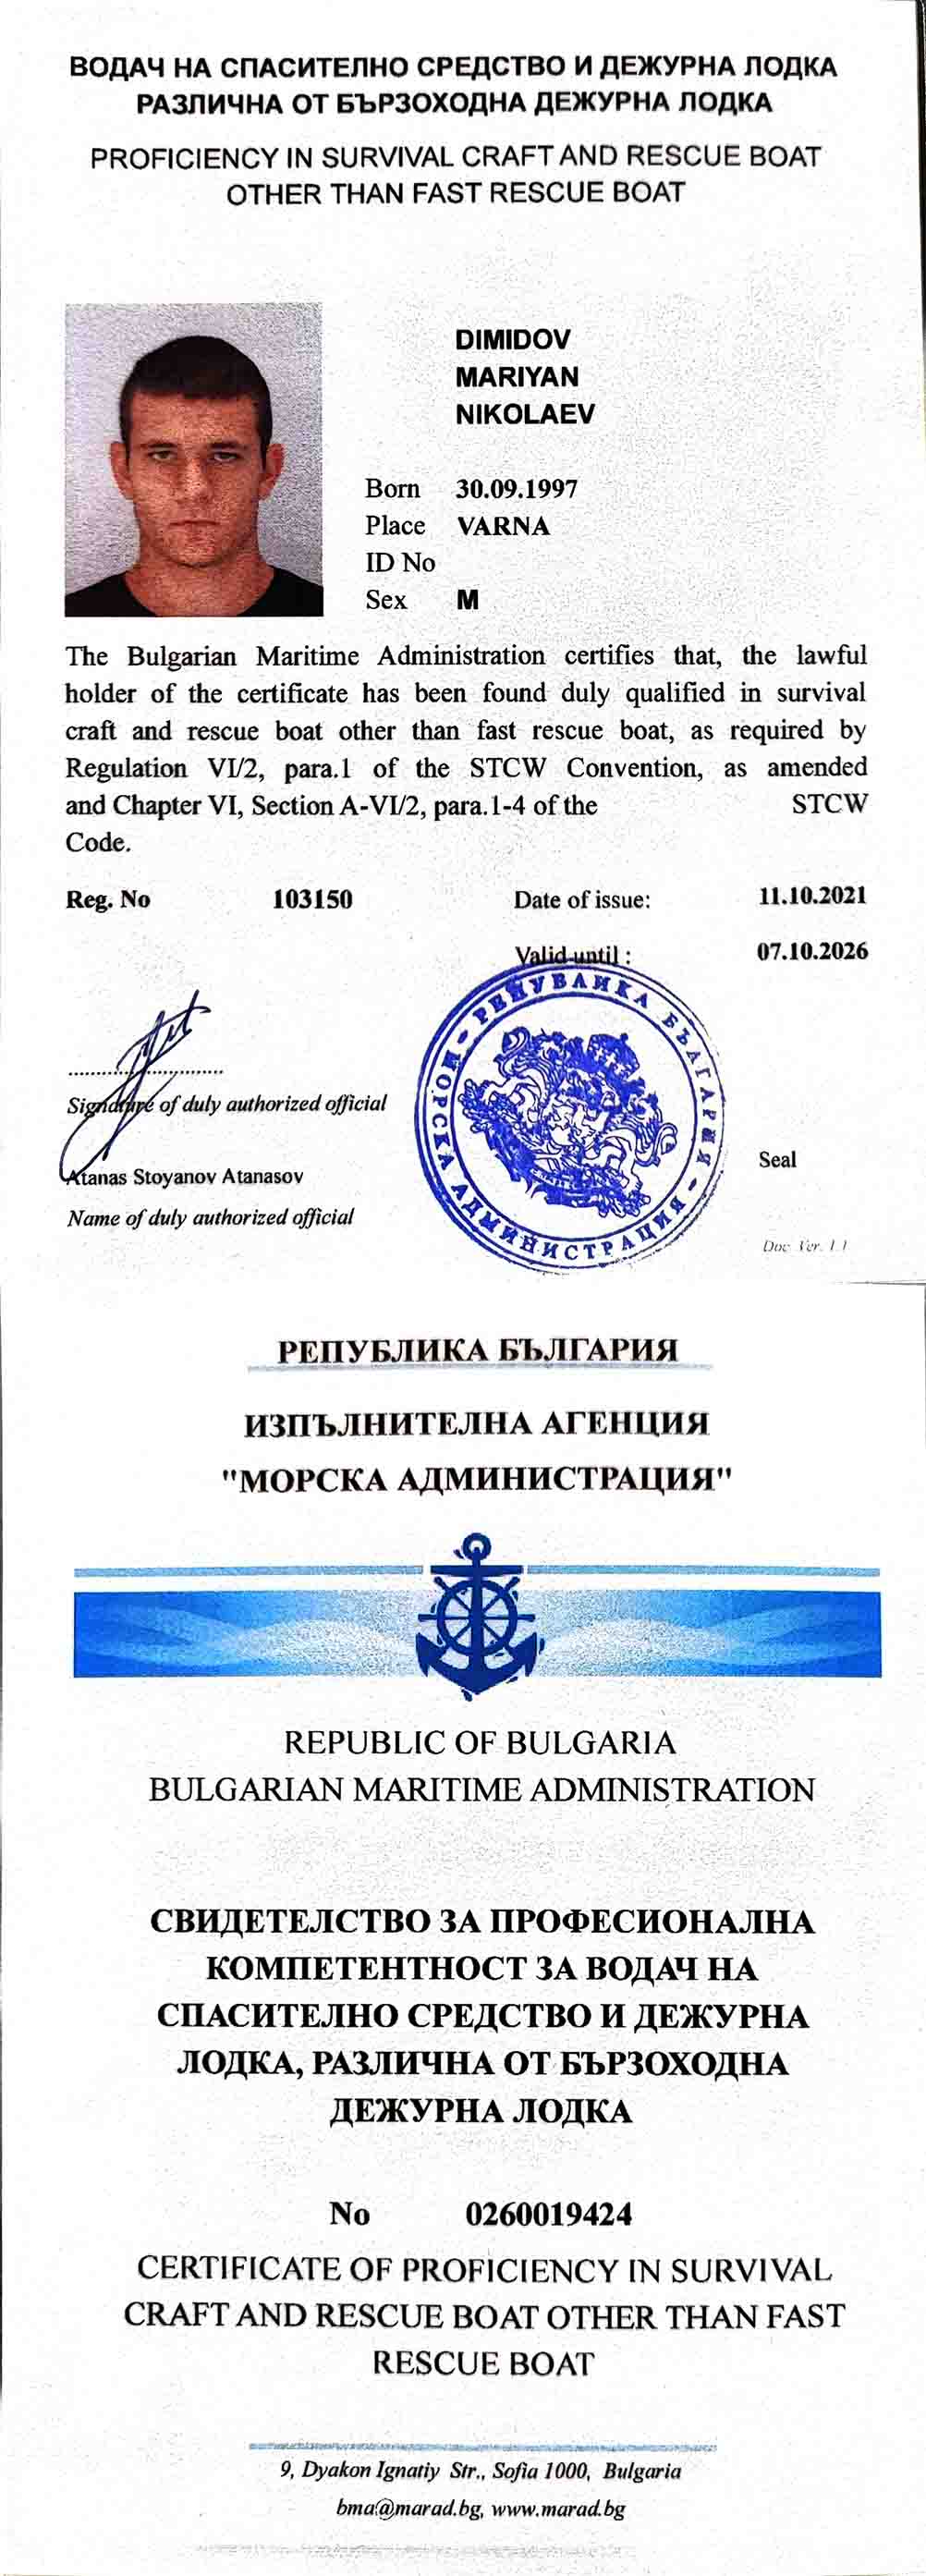 ВОДАЧ НА СПАСИТЕЛНО СРЕДСТВО И ДЕЖУРНА ЛОДКА
РАЗЛИЧНА ОТ БЪРЗОХОДНА ДЕЖУРНА ЛОДКА
PROFICIENCY IN SURVIVAL CRAFT AND RESCUE BOAT
OTHER THAN FAST RESCUE BOAT
DIMIDOV
MARIYAN
NIKOLAEV
Born 30.09.1997
Place VARNA
ID No
Sex M
The Bulgarian Maritime Administration certifies that, the lawful
holder of the certificate has been found duly qualified in survival
craft and rescue boat other than fast rescue boat, as required by
Regulation VI/2, para.1 of the STCW Convention, as amended
and Chapter VI, Section A-VI/2, para.1-4 of the STCW
Code.
Reg. No 103150 Date of issue: 11.10.2021
Valid until : 07.10.2026
Signature of duly authorized official
Atanas Stoyanov Atanasov
Name of duly authorized official
РЕПУБЛИКА БЪЛГАРИЯ - МОРСКА АДМИНИСТРАЦИЯ -
Seal
Doc Ver. 1.1
РЕПУБЛИКА БЪЛГАРИЯ
ИЗПЪЛНИТЕЛНА АГЕНЦИЯ
"МОРСКА АДМИНИСТРАЦИЯ"
REPUBLIC OF BULGARIA
BULGARIAN MARITIME ADMINISTRATION
СВИДЕТЕЛСТВО ЗА ПРОФЕСИОНАЛНА
КОМПЕТЕНТНОСТ ЗА ВОДАЧ НА
СПАСИТЕЛНО СРЕДСТВО И ДЕЖУРНА
ЛОДКА, РАЗЛИЧНА ОТ БЪРЗОХОДНА
ДЕЖУРНА ЛОДКА
No 0260019424
CERTIFICATE OF PROFICIENCY IN SURVIVAL
CRAFT AND RESCUE BOAT OTHER THAN FAST
RESCUE BOAT
9, Dyakon Ignatiy Str., Sofia 1000, Bulgaria
bma@marad.bg, www.marad.bg